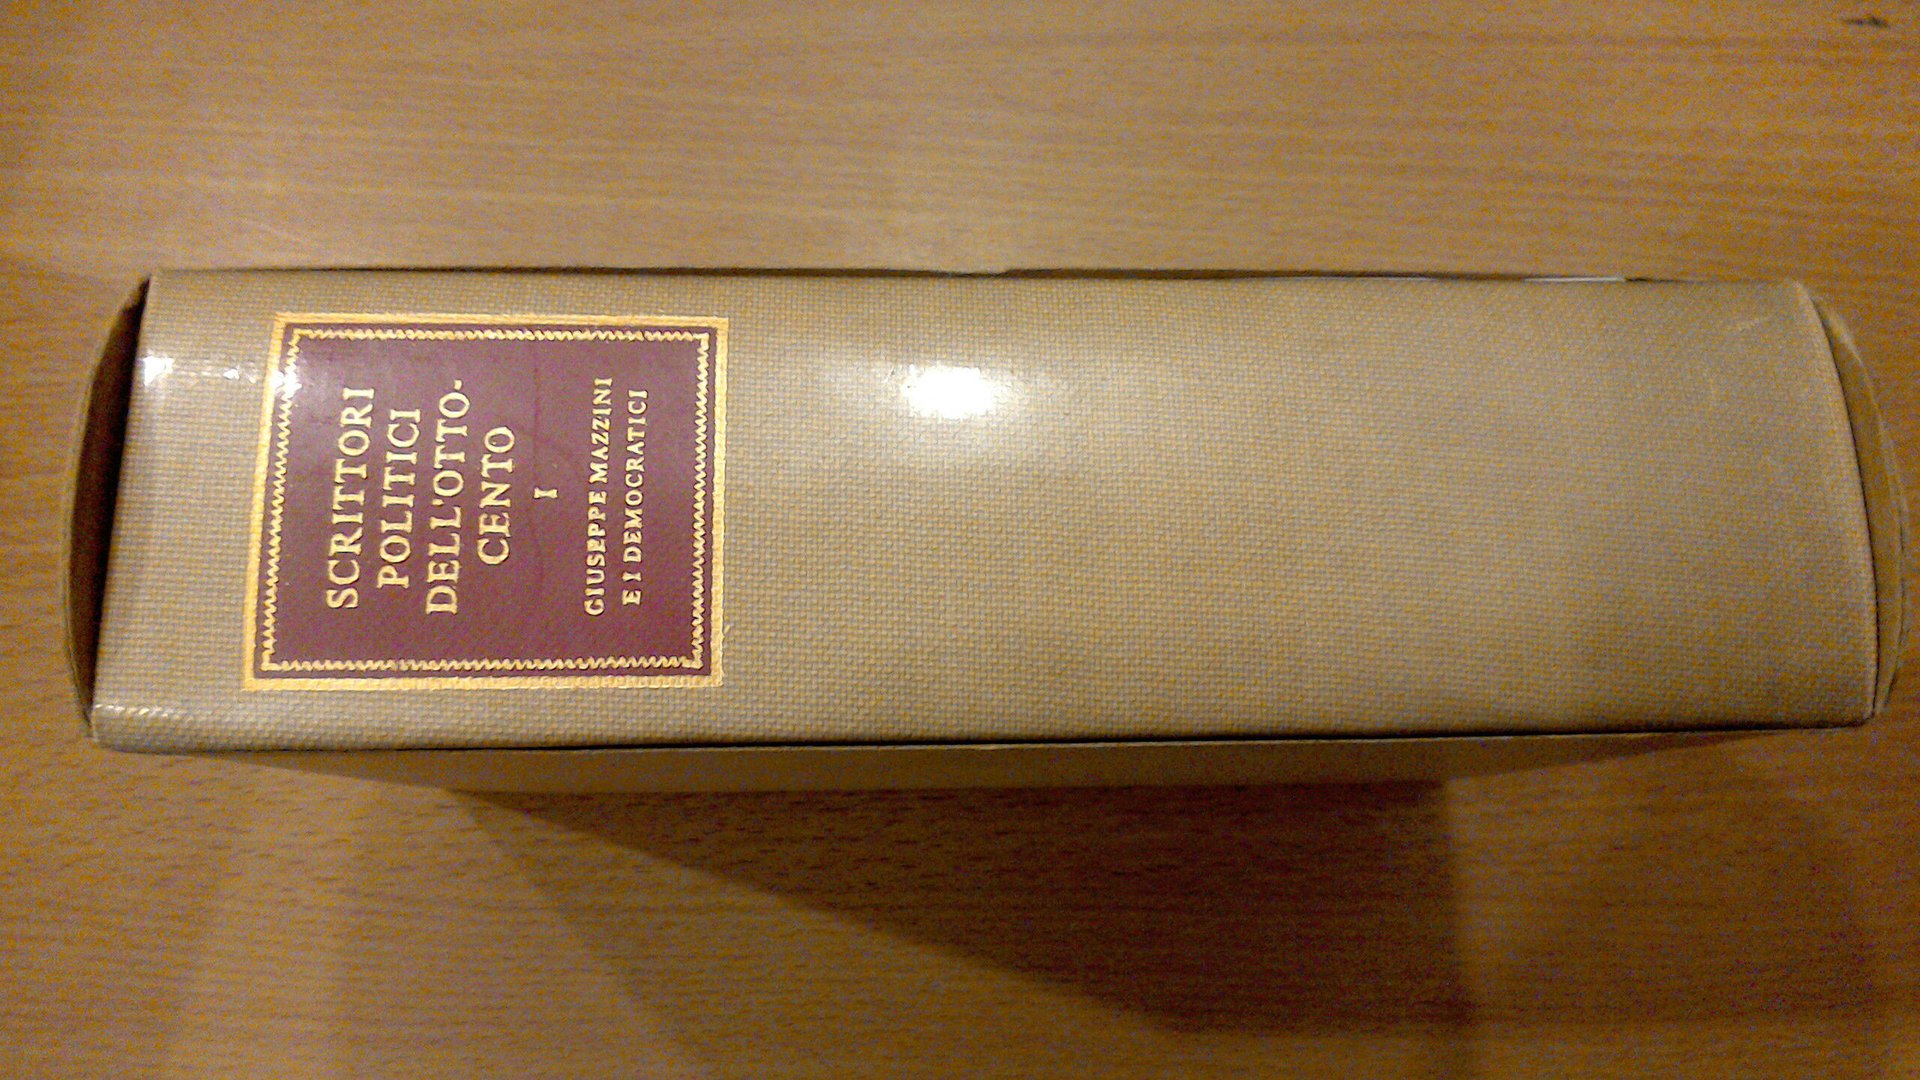 SCRITTORI
POLITICI
DELL'OTTO-
CENTO
I
GIUSEPPE MAZZINI
E I DEMOCRATICI